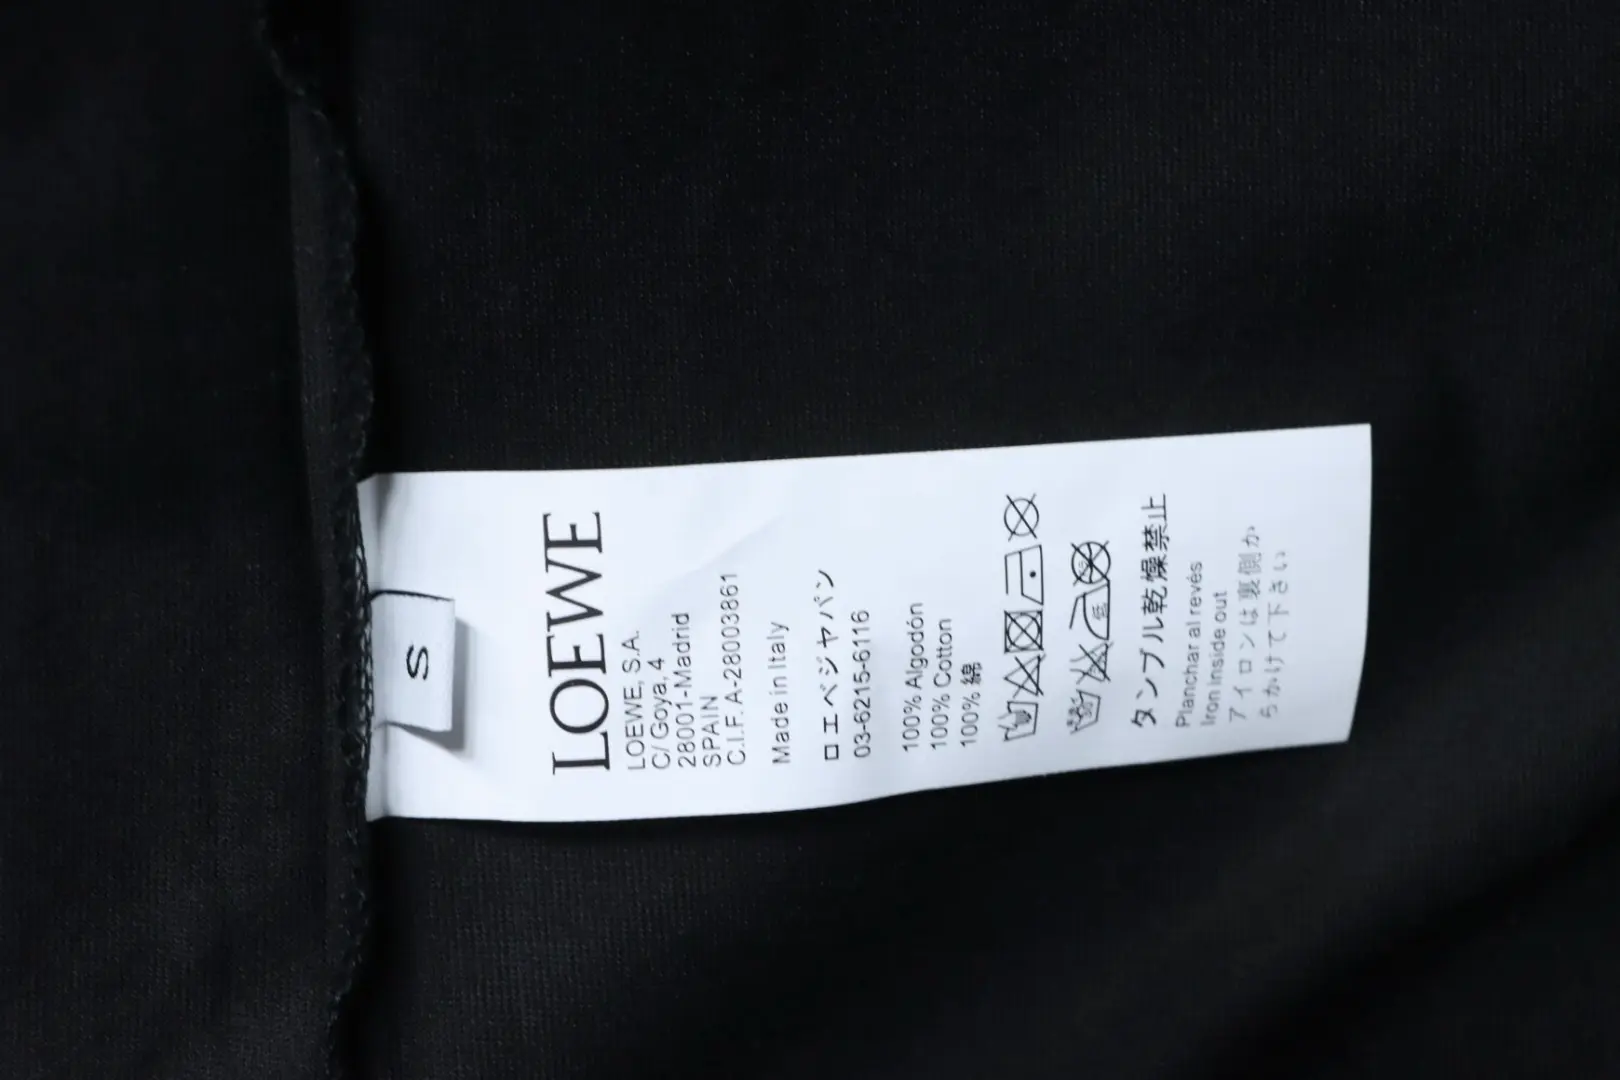 S
LOEWE
LOEWE, S.A.
C/ Goya, 4
28001-Madrid
SPAIN
C.I.F. A-28003861
Made in Italy
ロエベジャパン
03-6215-6116
100% Algodón
100% Cotton
100% 綿
タンブル乾燥禁止
Planchar al revés
Iron inside out
アイロンは裏側か
らかけて下さい